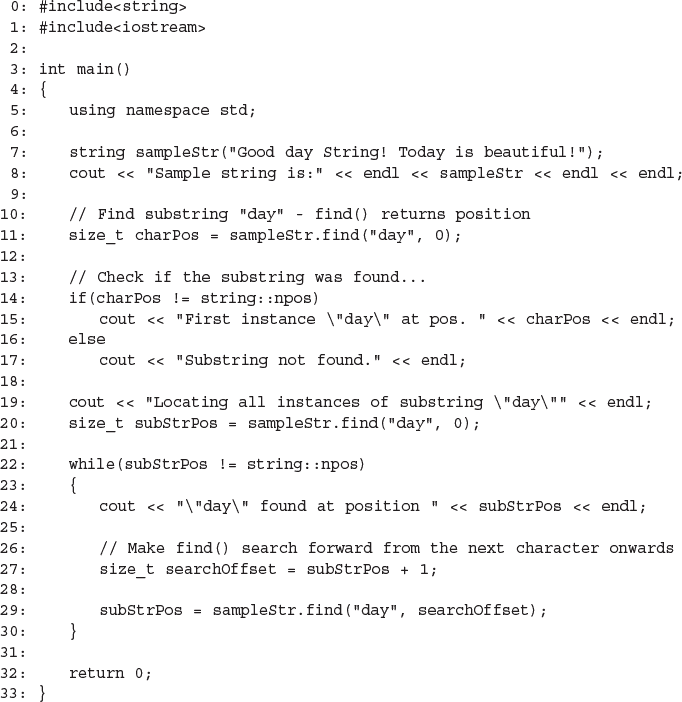 0: #include<string>
1: #include<iostream>
2:
3: int main()
4: {
5:    using namespace std;
6:
7:    string sampleStr("Good day String! Today is beautiful!");
8:    cout << "Sample string is:" << endl << sampleStr << endl << endl;
9:
10:    // Find substring "day" - find() returns position
11:    size_t charPos = sampleStr.find("day", 0);
12:
13:    // Check if the substring was found...
14:    if(charPos != string::npos)
15:       cout << "First instance \"day\" at pos. " << charPos << endl;
16:    else
17:       cout << "Substring not found." << endl;
18:
19:    cout << "Locating all instances of substring \"day\"" << endl;
20:    size_t subStrPos = sampleStr.find("day", 0);
21:
22:    while(subStrPos != string::npos)
23:    {
24:       cout << "\"day\" found at position " << subStrPos << endl;
25:
26:       // Make find() search forward from the next character onwards
27:       size_t searchOffset = subStrPos + 1;
28:
29:       subStrPos = sampleStr.find("day", searchOffset);
30:    }
31:
32:    return 0;
33: }